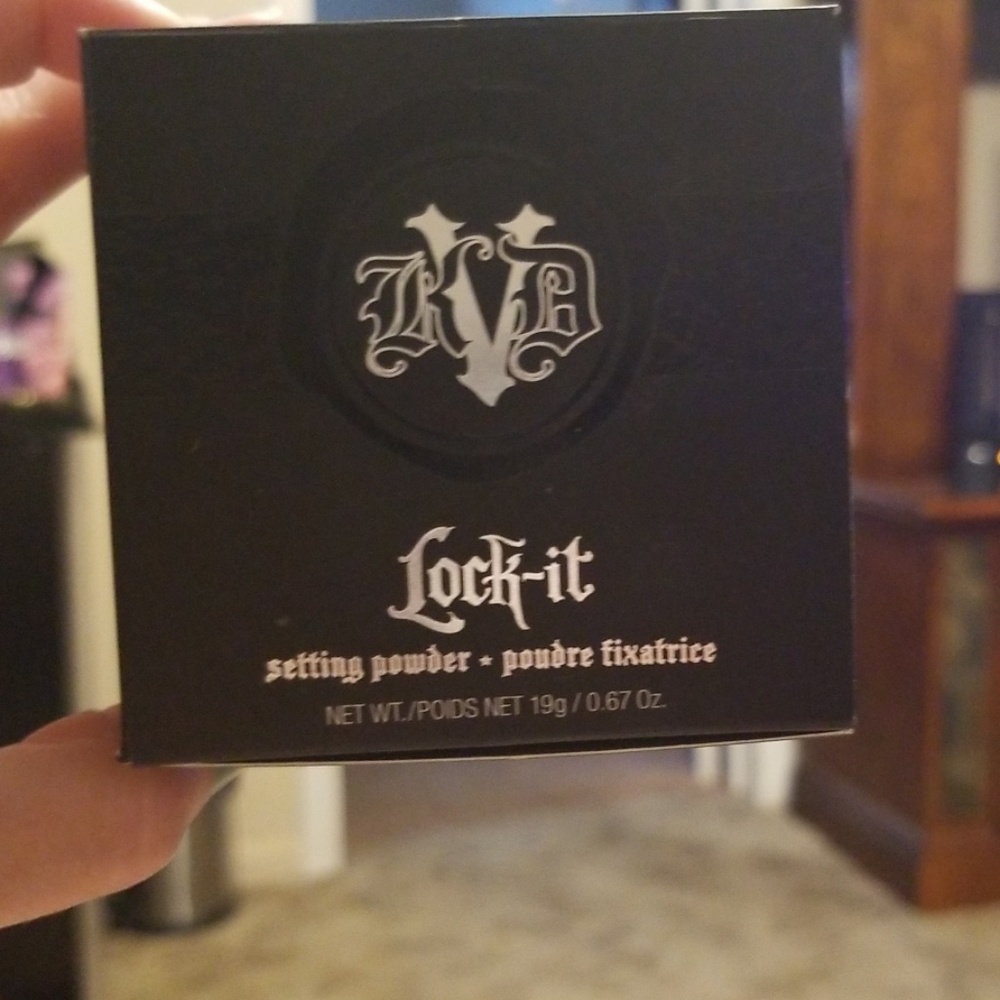 KVD
Lock-it
setting powder ★ poudre fixatrice
NET WT./POIDS NET 19g / 0.67 Oz.